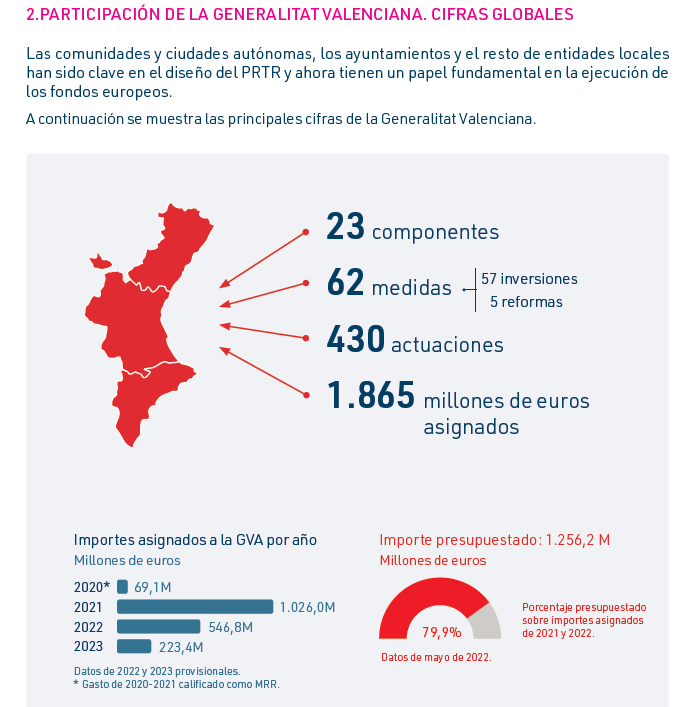 2.PARTICIPACIÓN DE LA GENERALITAT VALENCIANA. CIFRAS GLOBALES
Las comunidades y ciudades autónomas, los ayuntamientos y el resto de entidades locales
han sido clave en el diseño del PRTR y ahora tienen un papel fundamental en la ejecución de
los fondos europeos.
A continuación se muestra las principales cifras de la Generalitat Valenciana.
23 componentes
62 medidas
57 inversiones
5 reformas
430 actuaciones
1.865 millones de euros
asignados
Importes asignados a la GVA por año
Millones de euros
2020* 69,1M
2021 1.026,0M
2022 546,8M
2023 223,4M
Datos de 2022 y 2023 provisionales.
* Gasto de 2020-2021 calificado como MRR.
Importe presupuestado: 1.256,2 M
Millones de euros
79,9%
Porcentaje presupuestado
sobre importes asignados
de 2021 y 2022.
Datos de mayo de 2022.